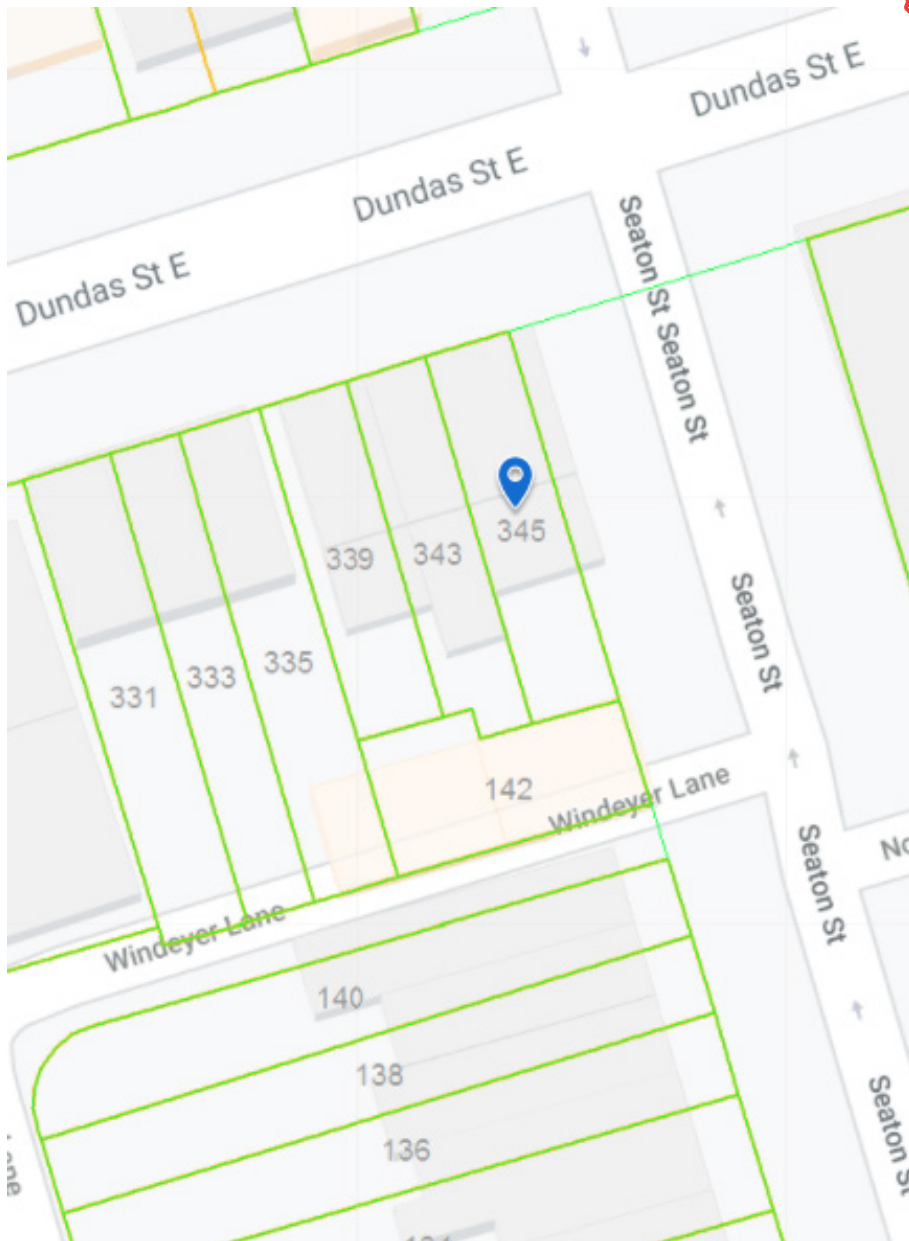 Dundas St E
Dundas St E
Dundas St E
Seaton St
Seaton St
345
343
339
335
333
331
Seaton St
142
Windeyer Lane
Seaton St
Windeyer Lane
140
138
136
Seaton St